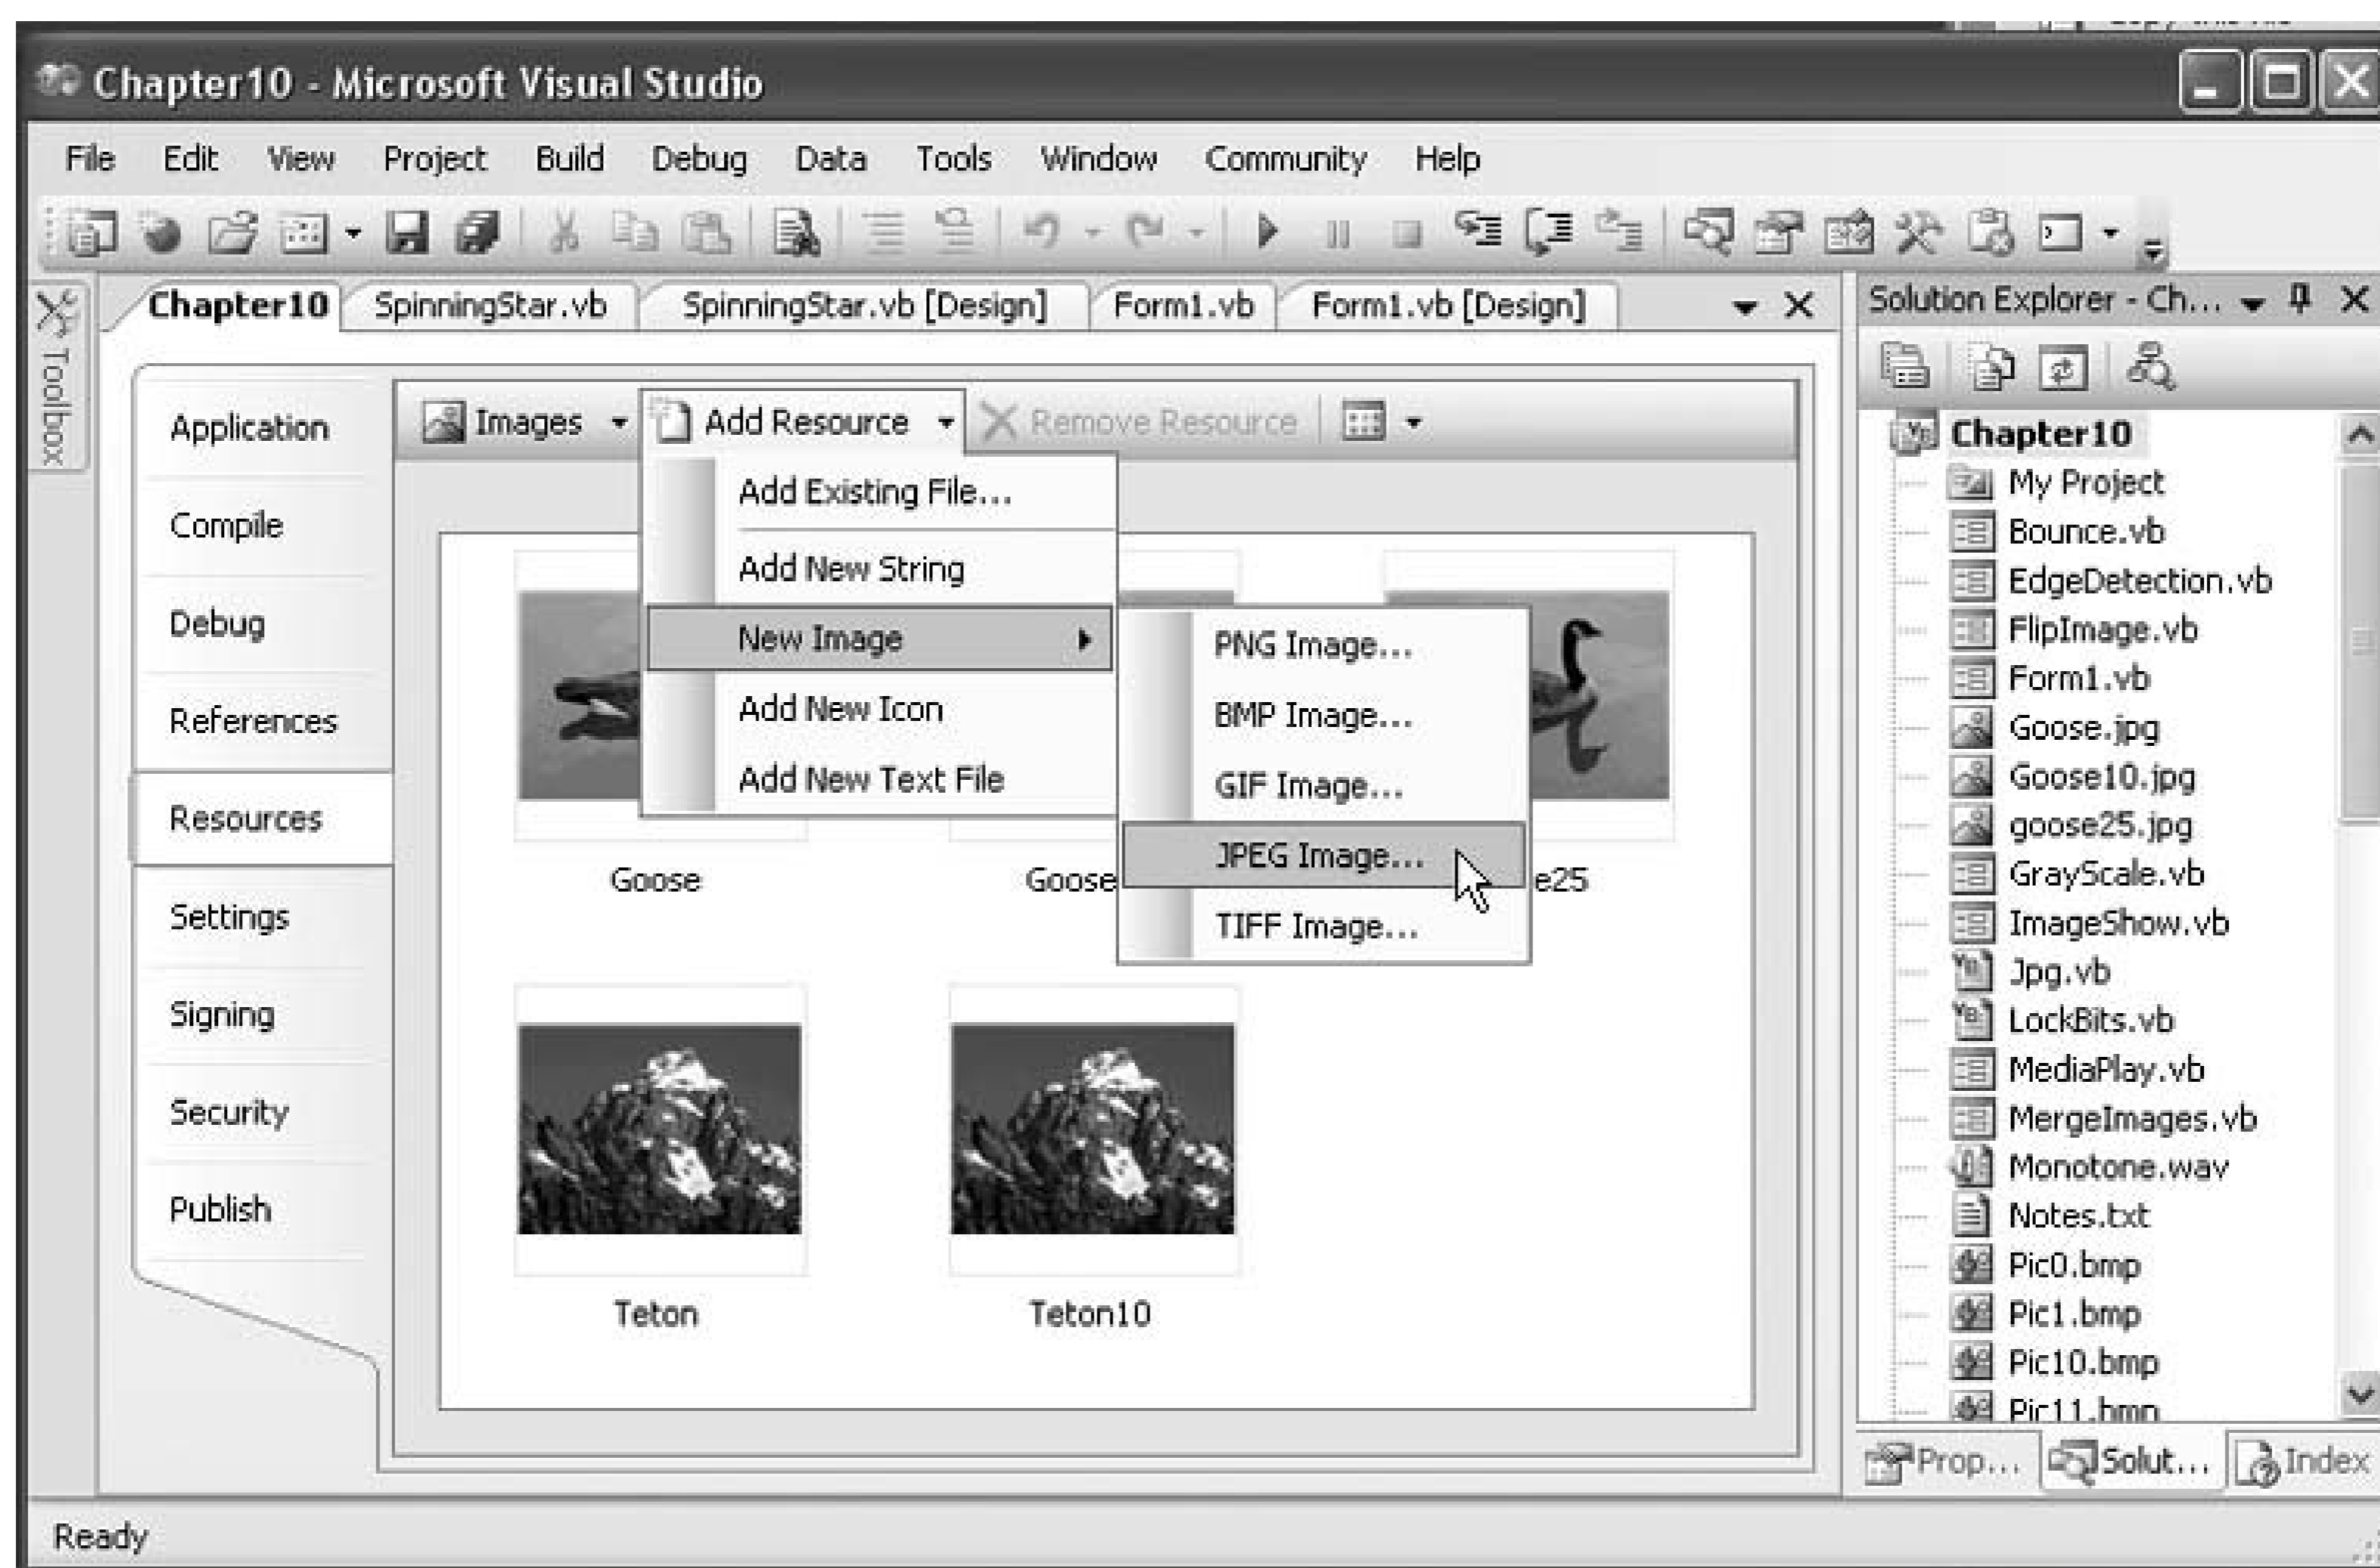 Chapter10 - Microsoft Visual Studio
File Edit View Project Build Debug Data Tools Window Community Help
Toolbox
Chapter10 SpinningStar.vb SpinningStar.vb [Design] Form1.vb Form1.vb [Design]
Application
Compile
Debug
References
Resources
Settings
Signing
Security
Publish
Images Add Resource Remove Resource
Add Existing File...
Add New String
New Image
Add New Icon
Add New Text File
PNG Image...
BMP Image...
GIF Image...
JPEG Image...
TIFF Image...
Goose Goose e25
Teton Teton10
Solution Explorer - Ch...
Chapter10
My Project
Bounce.vb
EdgeDetection.vb
FlipImage.vb
Form1.vb
Goose.jpg
Goose10.jpg
goose25.jpg
GrayScale.vb
ImageShow.vb
Jpg.vb
LockBits.vb
MediaPlay.vb
MergeImages.vb
Monotone.wav
Notes.txt
Pic0.bmp
Pic1.bmp
Pic10.bmp
Pic11.bmp
Prop... Solut... Index
Ready